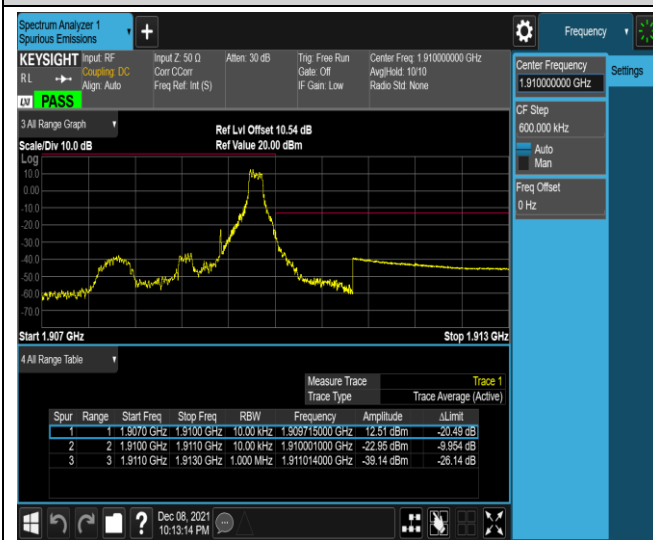 Spectrum Analyzer 1
Spurious Emissions
Frequency
KEYSIGHT
RL
LXI PASS
Input: RF
Coupling: DC
Align: Auto
Input Z: 50 Ω
Corr CCorr
Freq Ref: Int (S)
Atten: 30 dB
Trig: Free Run
Gate: Off
IF Gain: Low
Center Freq: 1.910000000 GHz
Avg|Hold: 10/10
Radio Std: None
Center Frequency
1.910000000 GHz
Settings
CF Step
600.000 kHz
Auto
Man
Freq Offset
0 Hz
3 All Range Graph
Scale/Div 10.0 dB
Ref Lvl Offset 10.54 dB
Ref Value 20.00 dBm
Log
10.0
0.00
-10.0
-20.0
-30.0
-40.0
-50.0
-60.0
-70.0
Start 1.907 GHz
Stop 1.913 GHz
4 All Range Table
Measure Trace Trace 1
Trace Type Trace Average (Active)
Spur Range Start Freq Stop Freq RBW Frequency Amplitude ΔLimit
1 1 1.9070 GHz 1.9100 GHz 10.00 kHz 1.909715000 GHz 12.51 dBm -20.49 dB
2 2 1.9100 GHz 1.9110 GHz 10.00 kHz 1.910001000 GHz -22.95 dBm -9.954 dB
3 3 1.9110 GHz 1.9130 GHz 1.000 MHz 1.911014000 GHz -39.14 dBm -26.14 dB
Dec 08, 2021
10:13:14 PM